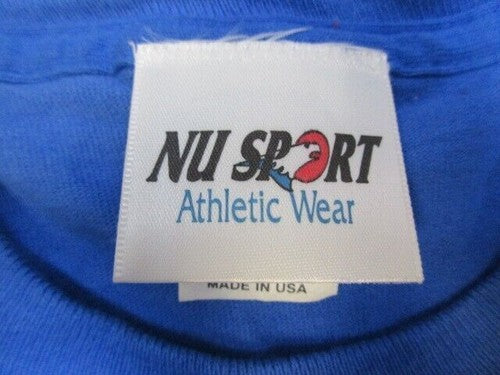 NU SPORT
Athletic Wear
MADE IN USA